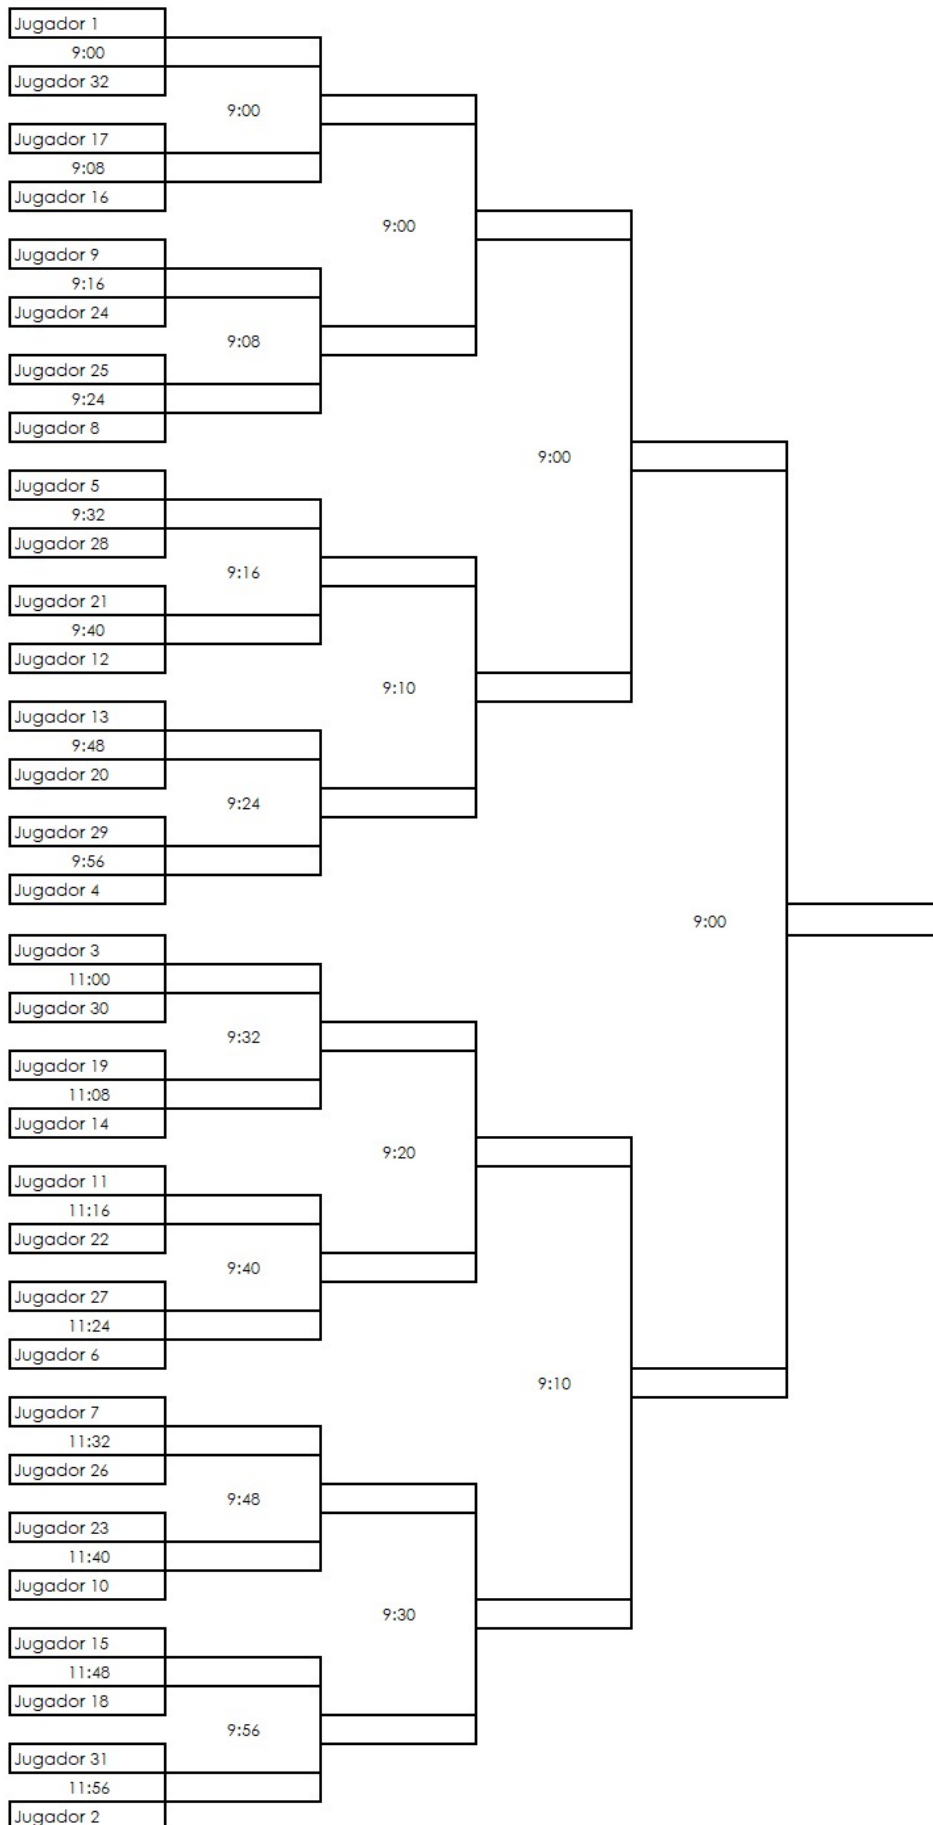 Jugador 1
9:00
Jugador 32
9:00
Jugador 17
9:08
Jugador 16
9:00
Jugador 9
9:16
Jugador 24
9:08
Jugador 25
9:24
Jugador 8
9:00
Jugador 5
9:32
Jugador 28
9:16
Jugador 21
9:40
Jugador 12
9:10
Jugador 13
9:48
Jugador 20
9:24
Jugador 29
9:56
Jugador 4
9:00
Jugador 3
11:00
Jugador 30
9:32
Jugador 19
11:08
Jugador 14
9:20
Jugador 11
11:16
Jugador 22
9:40
Jugador 27
11:24
Jugador 6
9:10
Jugador 7
11:32
Jugador 26
9:48
Jugador 23
11:40
Jugador 10
9:30
Jugador 15
11:48
Jugador 18
9:56
Jugador 31
11:56
Jugador 2